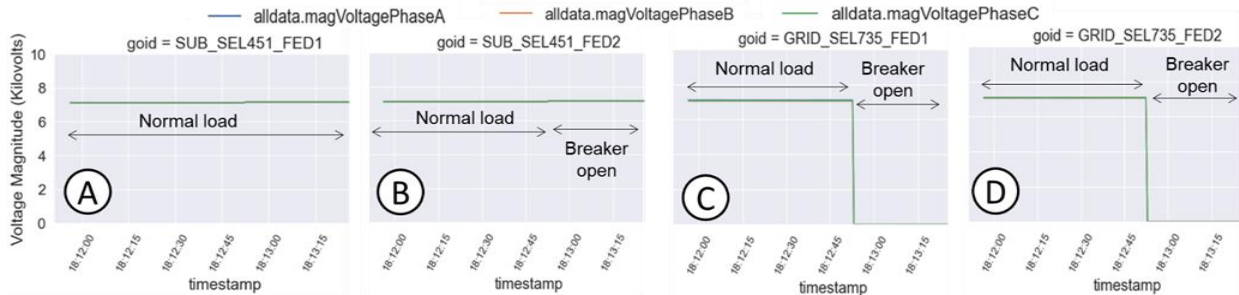 alldata.magVoltagePhaseA alldata.magVoltagePhaseB alldata.magVoltagePhaseC
goid = SUB_SEL451_FED1
Voltage Magnitude (Kilovolts)
10
8
6
4
2
0
Normal load
A
18:12:00 18:12:15 18:12:30 18:12:45 18:13:00 18:13:15
timestamp
goid = SUB_SEL451_FED2
Normal load
Breaker
open
B
18:12:00 18:12:15 18:12:30 18:12:45 18:13:00 18:13:15
timestamp
goid = GRID_SEL735_FED1
Normal load
Breaker
open
C
18:12:00 18:12:15 18:12:30 18:12:45 18:13:00 18:13:15
timestamp
goid = GRID_SEL735_FED2
Normal load
Breaker
open
D
18:12:00 18:12:15 18:12:30 18:12:45 18:13:00 18:13:15
timestamp